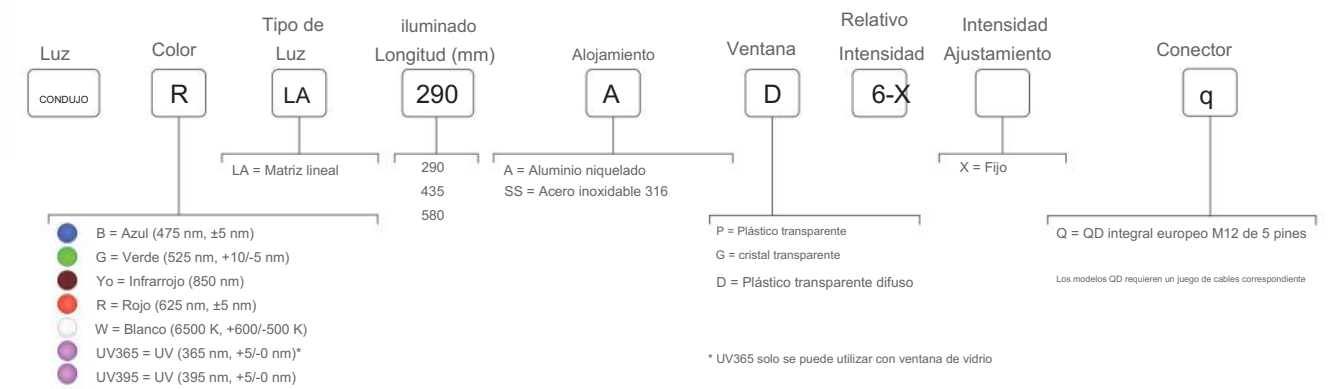 Luz
CONDUJO
Color
R
Tipo de
Luz
LA
iluminado
Longitud (mm)
290
Alojamiento
A
Ventana
D
Relativo
Intensidad
6-X
Intensidad
Ajustamiento
Conector
q
LA = Matriz lineal
290
435
580
A = Aluminio niquelado
SS = Acero inoxidable 316
X = Fijo
B = Azul (475 nm, ±5 nm)
G = Verde (525 nm, +10/-5 nm)
Yo = Infrarrojo (850 nm)
R = Rojo (625 nm, ±5 nm)
W = Blanco (6500 K, +600/-500 K)
UV365 = UV (365 nm, +5/-0 nm)*
UV395 = UV (395 nm, +5/-0 nm)
P = Plástico transparente
G = cristal transparente
D = Plástico transparente difuso
* UV365 solo se puede utilizar con ventana de vidrio
Q = QD integral europeo M12 de 5 pines
Los modelos QD requieren un juego de cables correspondiente